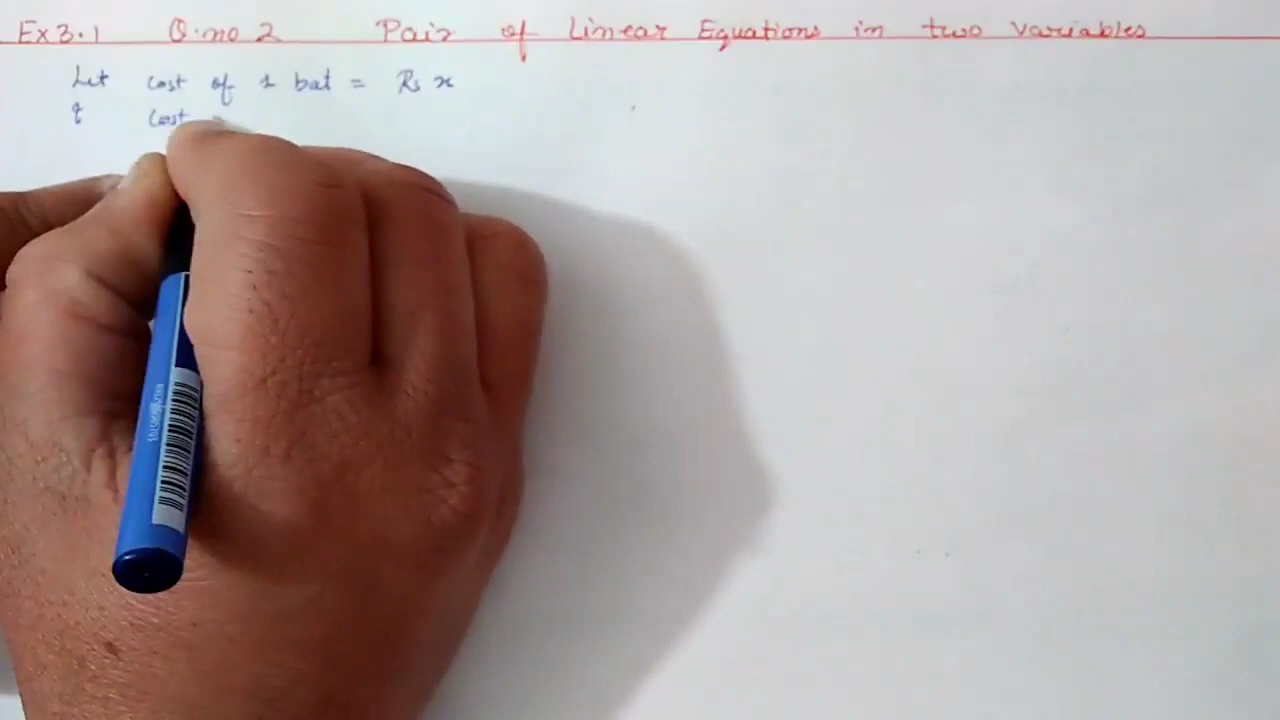 Ex 3.1 Q.no 2 Pair of Linear Equations in two variables
Let cost of 1 bat = Rs x
& Cost